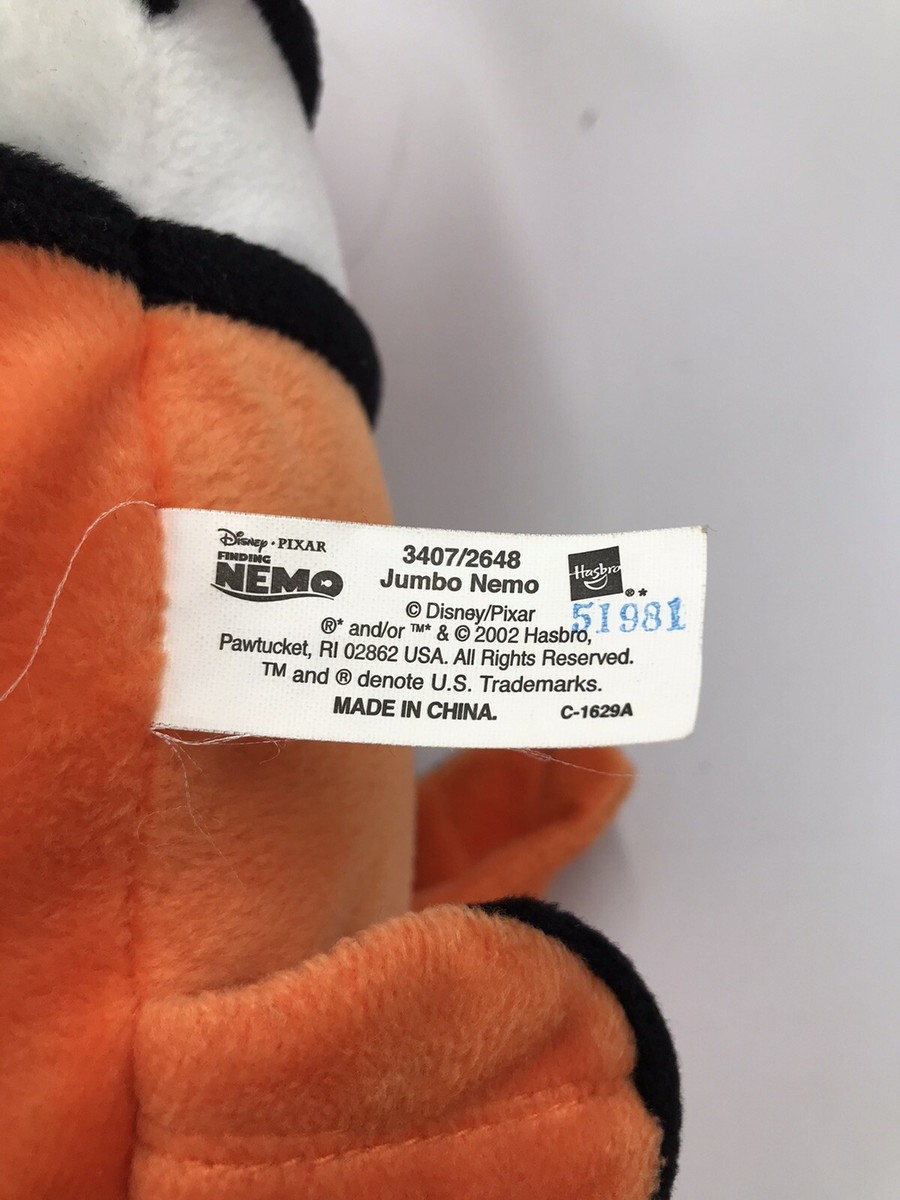 Disney • PIXAR
FINDING
NEMO
3407/2648
Jumbo Nemo
Hasbro
®*
51981
© Disney/Pixar
®* and/or ™* & © 2002 Hasbro,
Pawtucket, RI 02862 USA. All Rights Reserved.
TM and ® denote U.S. Trademarks.
MADE IN CHINA. C-1629A